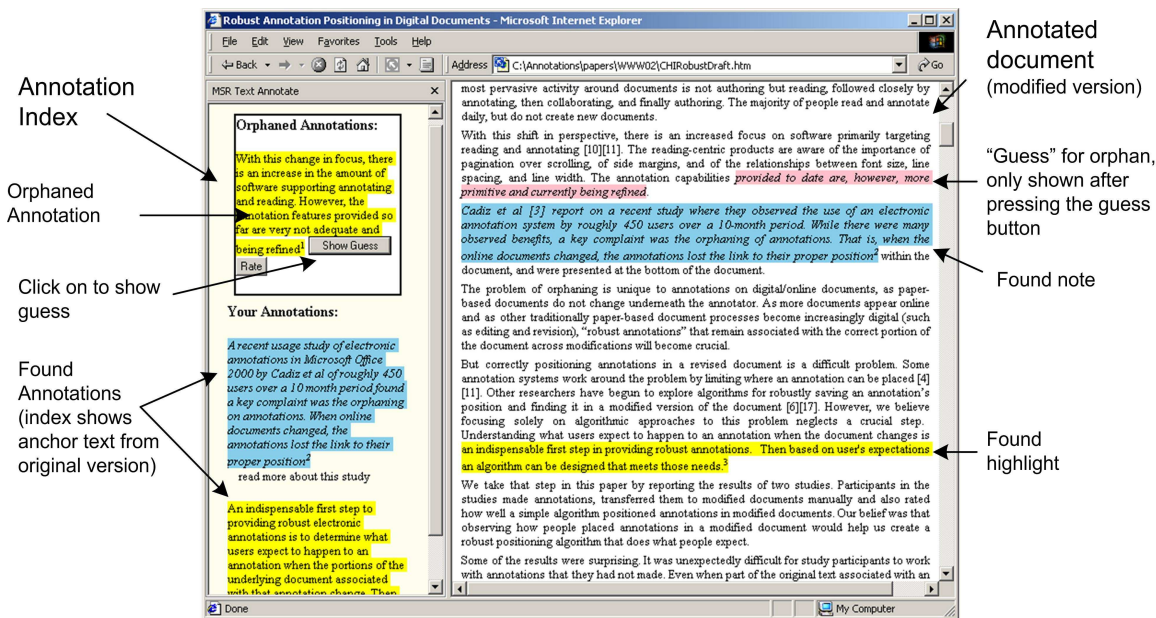 Robust Annotation Positioning in Digital Documents - Microsoft Internet Explorer
File Edit View Favorites Tools Help
Back
Address C:\Annotations\papers\WWW02\CHIRobustDraft.htm Go
MSR Text Annotate
Orphaned Annotations:
With this change in focus, there
is an increase in the amount of
software supporting annotating
and reading. However, the
annotation features provided so
far are very not adequate and
being refined1 Show Guess
Rate
Your Annotations:
A recent usage study of electronic
annotations in Microsoft Office
2000 by Cadiz et al of roughly 450
users over a 10 month period found
a key complaint was the orphaning
on annotations. When online
documents changed, the
annotations lost the link to their
proper position2
read more about this study
An indispensable first step to
providing robust electronic
annotations is to determine what
users expect to happen to an
annotation when the portions of the
underlying document associated
with that annotation change. Then
most pervasive activity around documents is not authoring but reading, followed closely by
annotating, then collaborating, and finally authoring. The majority of people read and annotate
daily, but do not create new documents.
With this shift in perspective, there is an increased focus on software primarily targeting
reading and annotating [10][11]. The reading-centric products are aware of the importance of
pagination over scrolling, of side margins, and of the relationships between font size, line
spacing, and line width. The annotation capabilities provided to date are, however, more
primitive and currently being refined.
Cadiz et al [3] report on a recent study where they observed the use of an electronic
annotation system by roughly 450 users over a 10-month period. While there were many
observed benefits, a key complaint was the orphaning of annotations. That is, when the
online documents changed, the annotations lost the link to their proper position2 within the
document, and were presented at the bottom of the document.
The problem of orphaning is unique to annotations on digital/online documents, as paper-
based documents do not change underneath the annotator. As more documents appear online
and as other traditionally paper-based document processes become increasingly digital (such
as editing and revision), “robust annotations” that remain associated with the correct portion of
the document across modifications will become crucial.
But correctly positioning annotations in a revised document is a difficult problem. Some
annotation systems work around the problem by limiting where an annotation can be placed [4]
[11]. Other researchers have begun to explore algorithms for robustly saving an annotation’s
position and finding it in a modified version of the document [6][17]. However, we believe
focusing solely on algorithmic approaches to this problem neglects a crucial step.
Understanding what users expect to happen to an annotation when the document changes is
an indispensable first step in providing robust annotations. Then based on user's expectations
an algorithm can be designed that meets those needs.3
We take that step in this paper by reporting the results of two studies. Participants in the
studies made annotations, transferred them to modified documents manually and also rated
how well a simple algorithm positioned annotations in modified documents. Our belief was that
observing how people placed annotations in a modified document would help us create a
robust positioning algorithm that does what people expect.
Some of the results were surprising. It was unexpectedly difficult for study participants to work
with annotations that they had not made. Even when part of the original text associated with an
Done
My Computer
Annotation
Index
Orphaned
Annotation
Click on to show
guess
Found
Annotations
(index shows
anchor text from
original version)
Annotated
document
(modified version)
“Guess” for orphan,
only shown after
pressing the guess
button
Found note
Found
highlight